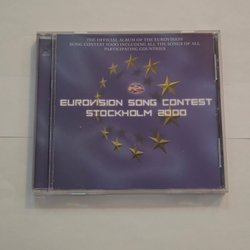 THE OFFICIAL ALBUM OF THE EUROVISION
SONG CONTEST 2000 INCLUDING ALL THE SONGS OF ALL
PARTICIPATING COUNTRIES
EUROVISION SONG CONTEST
STOCKHOLM 2000